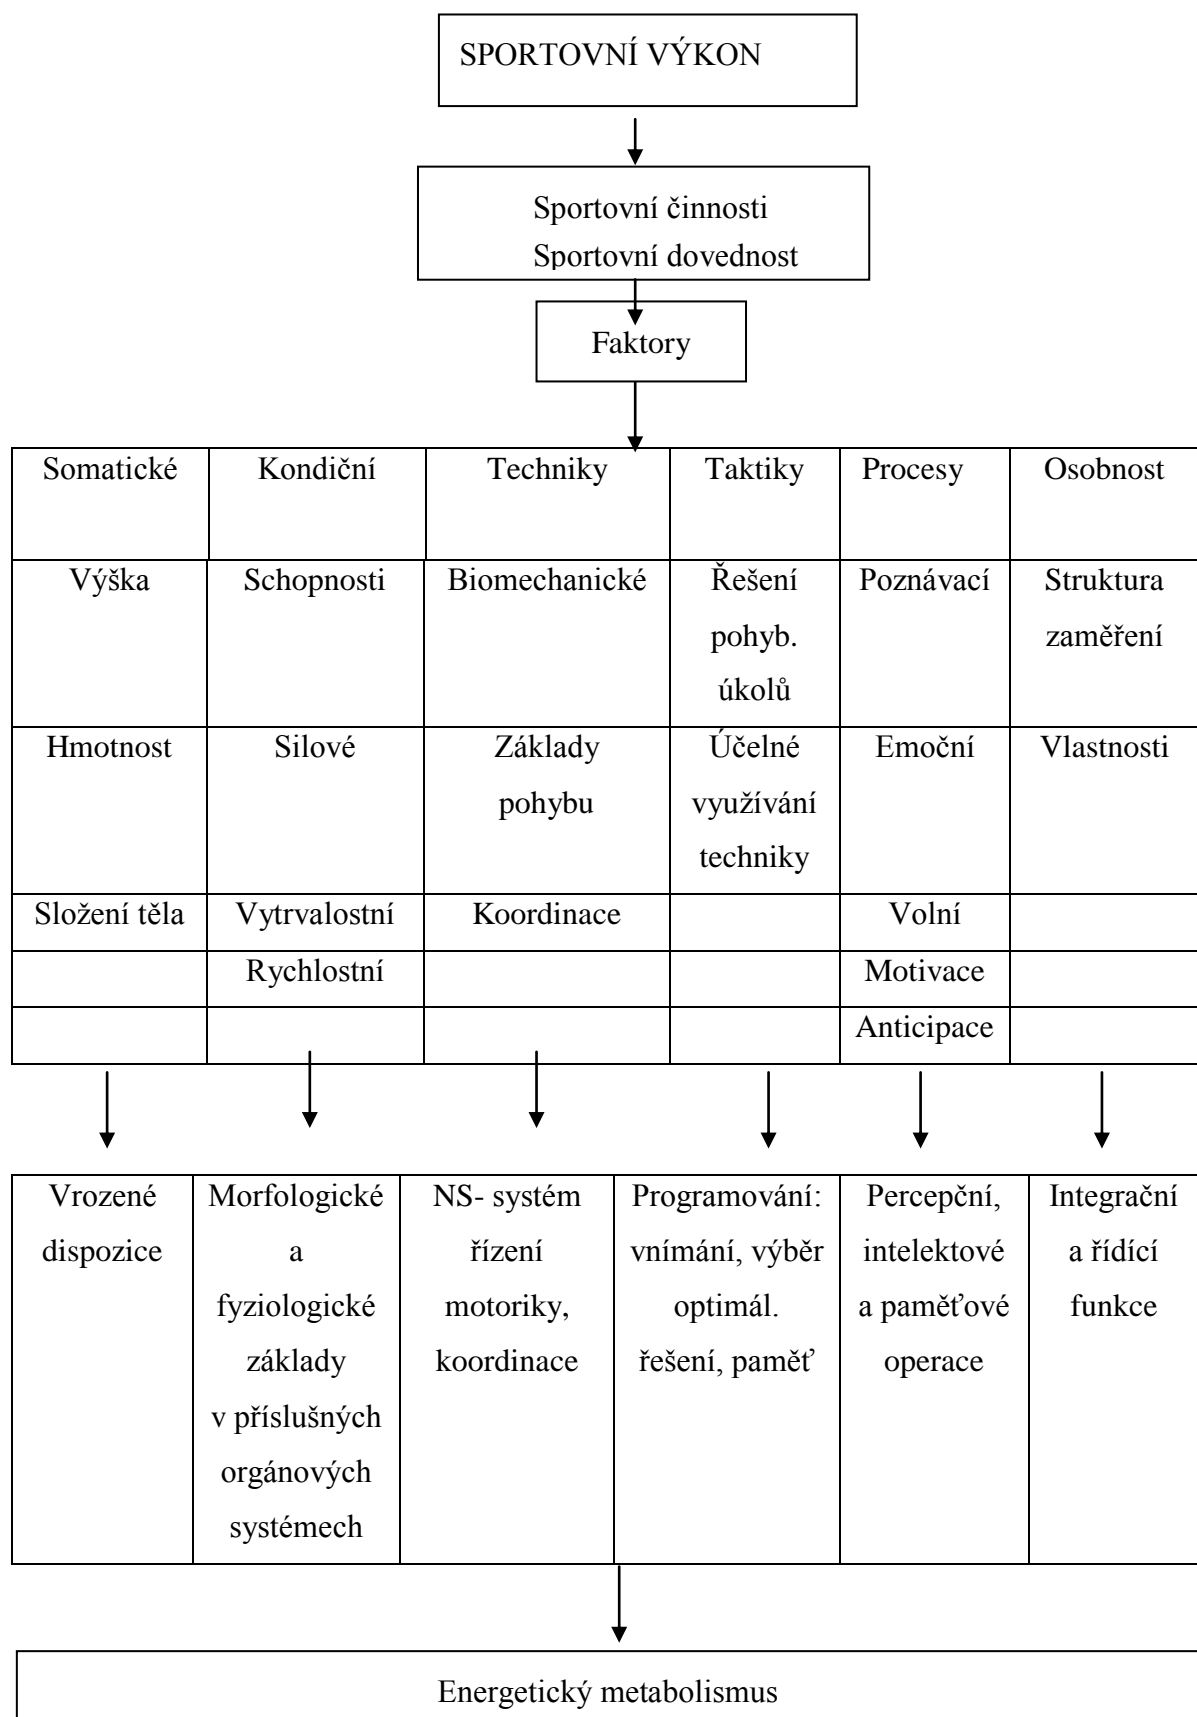 SPORTOVNÍ VÝKON
Sportovní činnosti
Sportovní dovednost
Faktory
Somatické
Kondiční
Techniky
Taktiky
Procesy
Osobnost
Výška
Schopnosti
Biomechanické
Řešení
pohyb.
úkolů
Poznávací
Struktura
zaměření
Hmotnost
Silové
Základy
pohybu
Účelné
využívání
techniky
Emoční
Vlastnosti
Složení těla
Vytrvalostní
Koordinace
Volní
Rychlostní
Motivace
Anticipace
Vrozené
dispozice
Morfologické
a
fyziologické
základy
v příslušných
orgánových
systémech
NS- systém
řízení
motoriky,
koordinace
Programování:
vnímání, výběr
optimál.
řešení, paměť
Percepční,
intelektové
a paměťové
operace
Integrační
a řídící
funkce
Energetický metabolismus